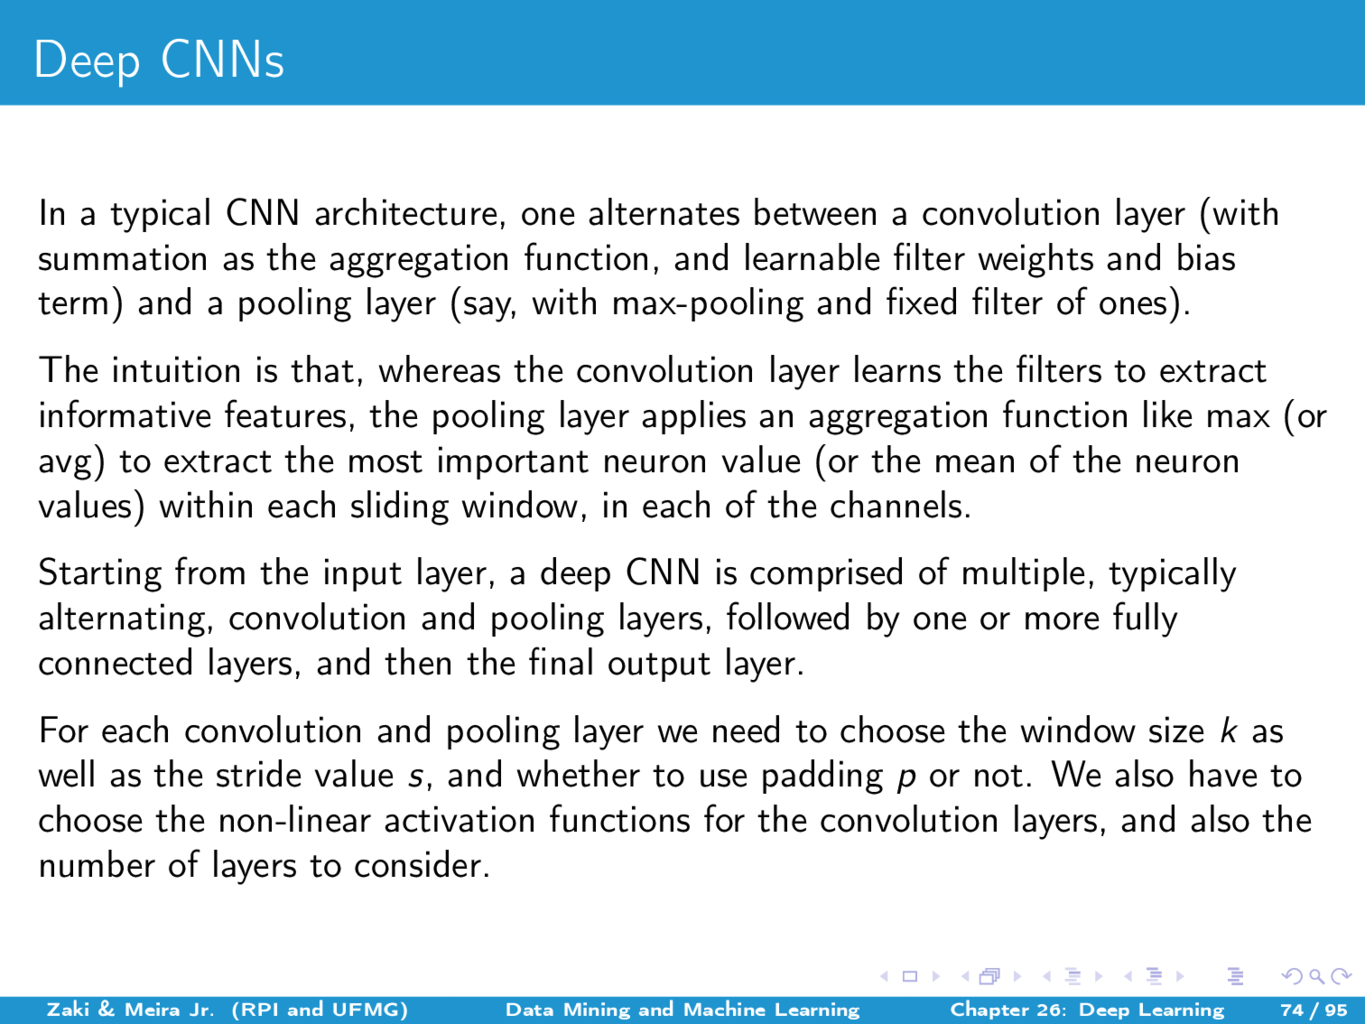 Deep CNNs
In a typical CNN architecture, one alternates between a convolution layer (with
summation as the aggregation function, and learnable filter weights and bias
term) and a pooling layer (say, with max-pooling and fixed filter of ones).
The intuition is that, whereas the convolution layer learns the filters to extract
informative features, the pooling layer applies an aggregation function like max (or
avg) to extract the most important neuron value (or the mean of the neuron
values) within each sliding window, in each of the channels.
Starting from the input layer, a deep CNN is comprised of multiple, typically
alternating, convolution and pooling layers, followed by one or more fully
connected layers, and then the final output layer.
For each convolution and pooling layer we need to choose the window size k as
well as the stride value s, and whether to use padding p or not. We also have to
choose the non-linear activation functions for the convolution layers, and also the
number of layers to consider.
Zaki & Meira Jr. (RPI and UFMG) Data Mining and Machine Learning Chapter 26: Deep Learning 74 / 95